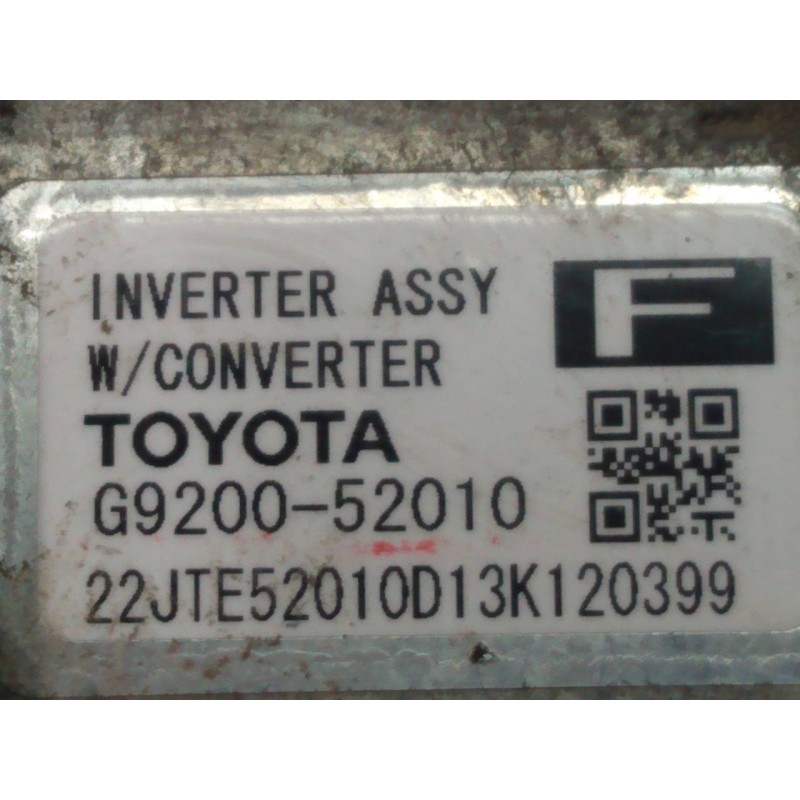 INVERTER ASSY
F
W/CONVERTER
TOYOTA
G9200-52010
22JTE52010D13K120399